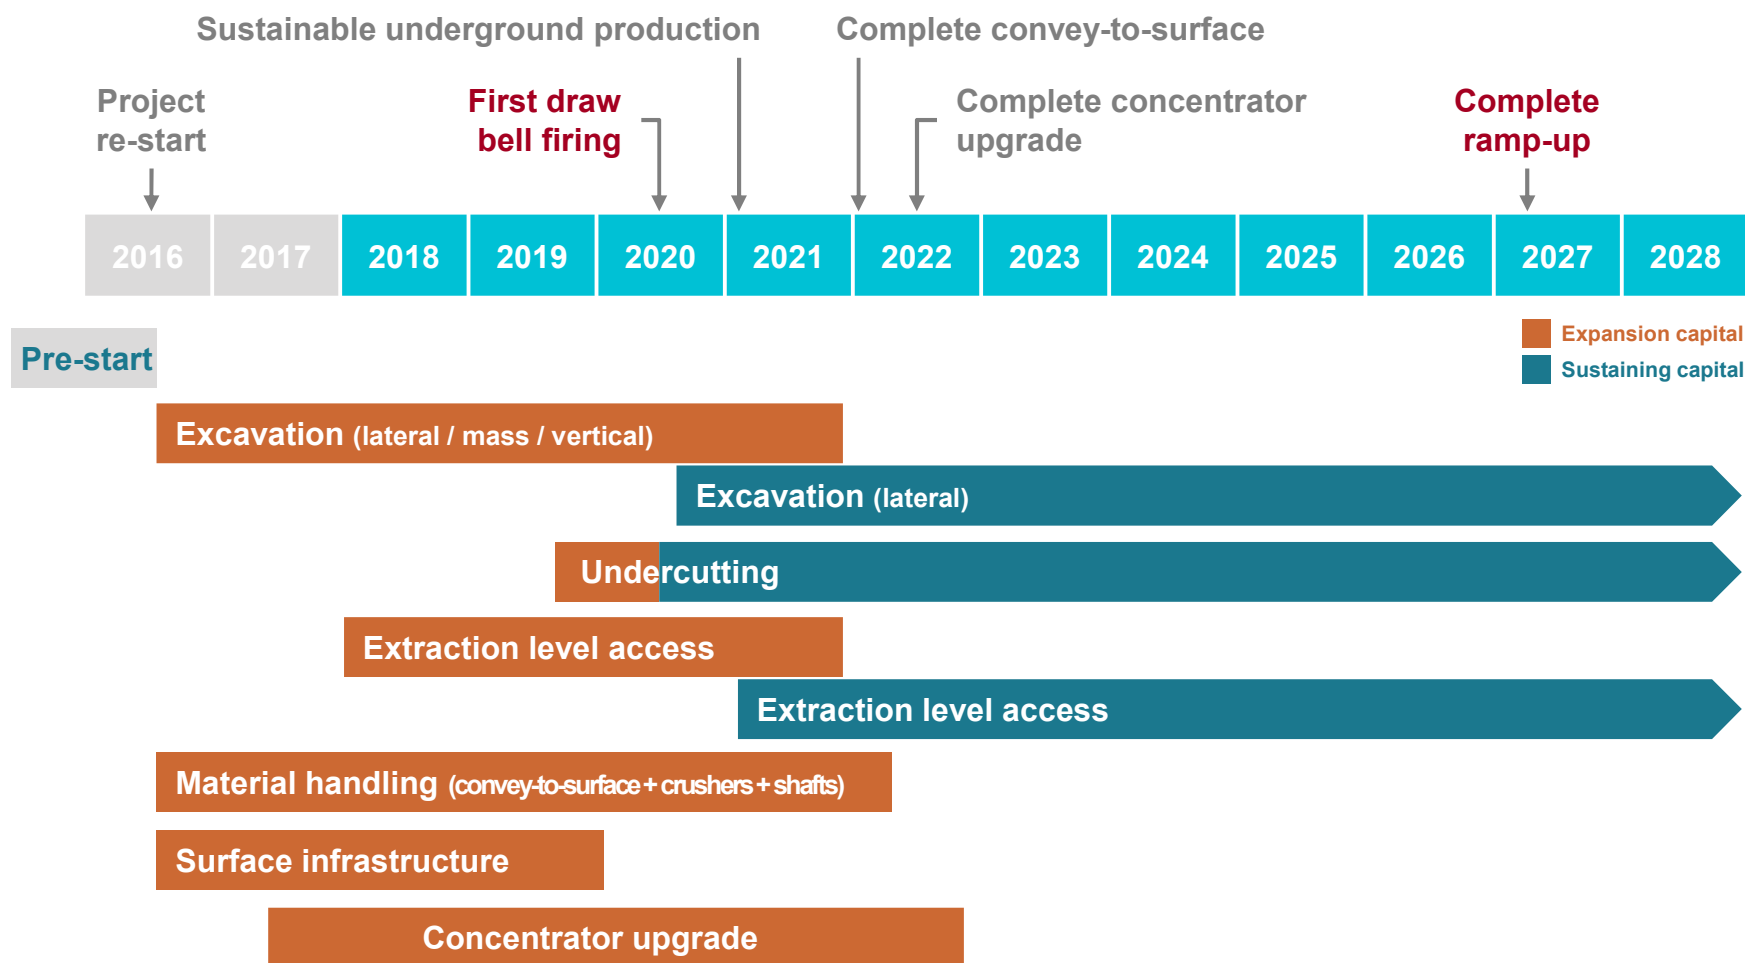 Sustainable underground production
Complete convey-to-surface
Project
re-start
First draw
bell firing
Complete concentrator
upgrade
Complete
ramp-up
2016 2017 2018 2019 2020 2021 2022 2023 2024 2025 2026 2027 2028
Pre-start
Expansion capital
Sustaining capital
Excavation (lateral / mass / vertical)
Excavation (lateral)
Undercutting
Extraction level access
Extraction level access
Material handling (convey-to-surface + crushers + shafts)
Surface infrastructure
Concentrator upgrade